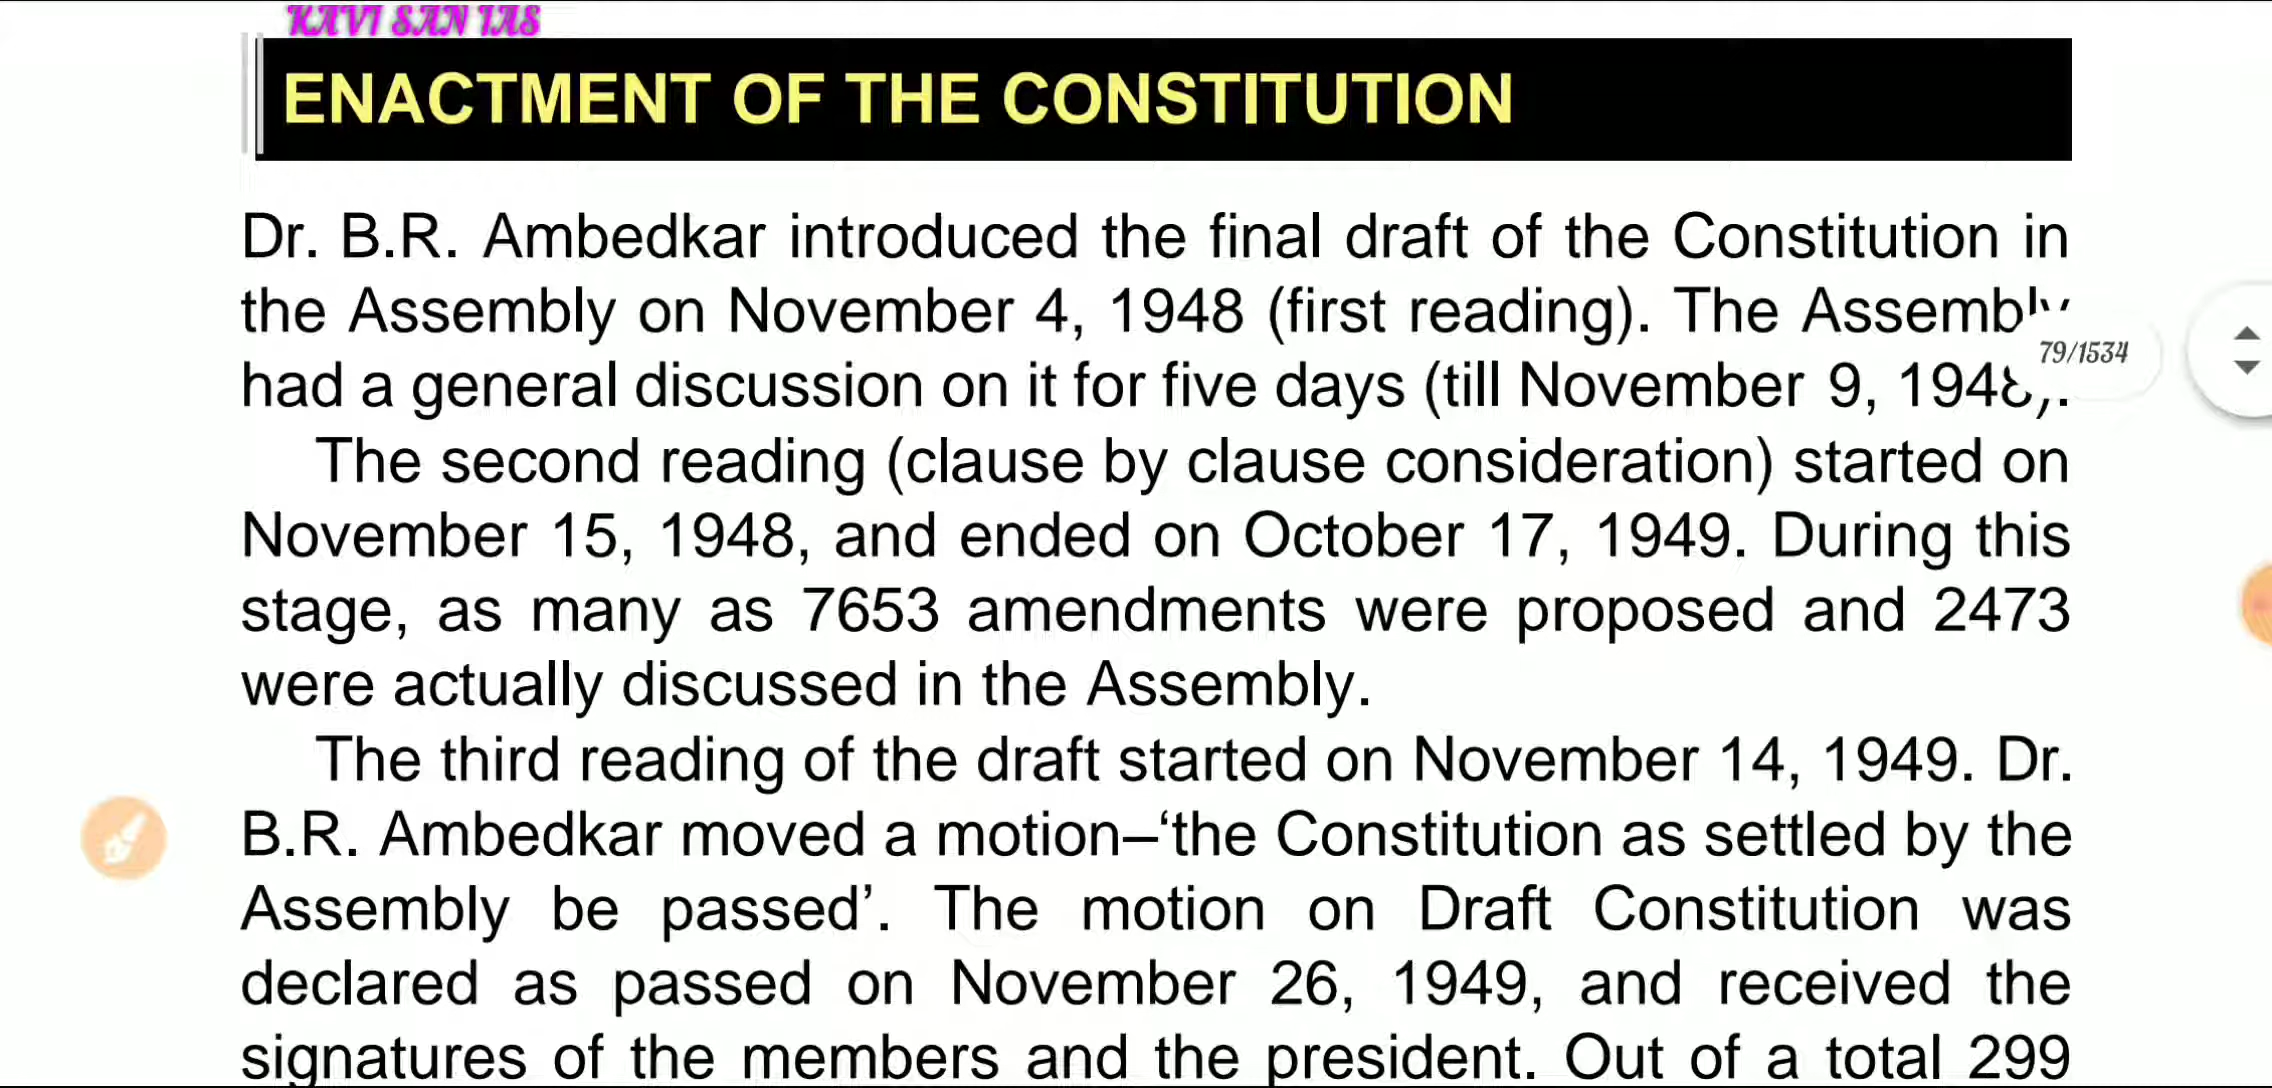 KAVI SAN IAS
ENACTMENT OF THE CONSTITUTION
Dr. B.R. Ambedkar introduced the final draft of the Constitution in
the Assembly on November 4, 1948 (first reading). The Assembly
79/1534
had a general discussion on it for five days (till November 9, 1948).
The second reading (clause by clause consideration) started on
November 15, 1948, and ended on October 17, 1949. During this
stage, as many as 7653 amendments were proposed and 2473
were actually discussed in the Assembly.
The third reading of the draft started on November 14, 1949. Dr.
B.R. Ambedkar moved a motion–‘the Constitution as settled by the
Assembly be passed’. The motion on Draft Constitution was
declared as passed on November 26, 1949, and received the
signatures of the members and the president. Out of a total 299